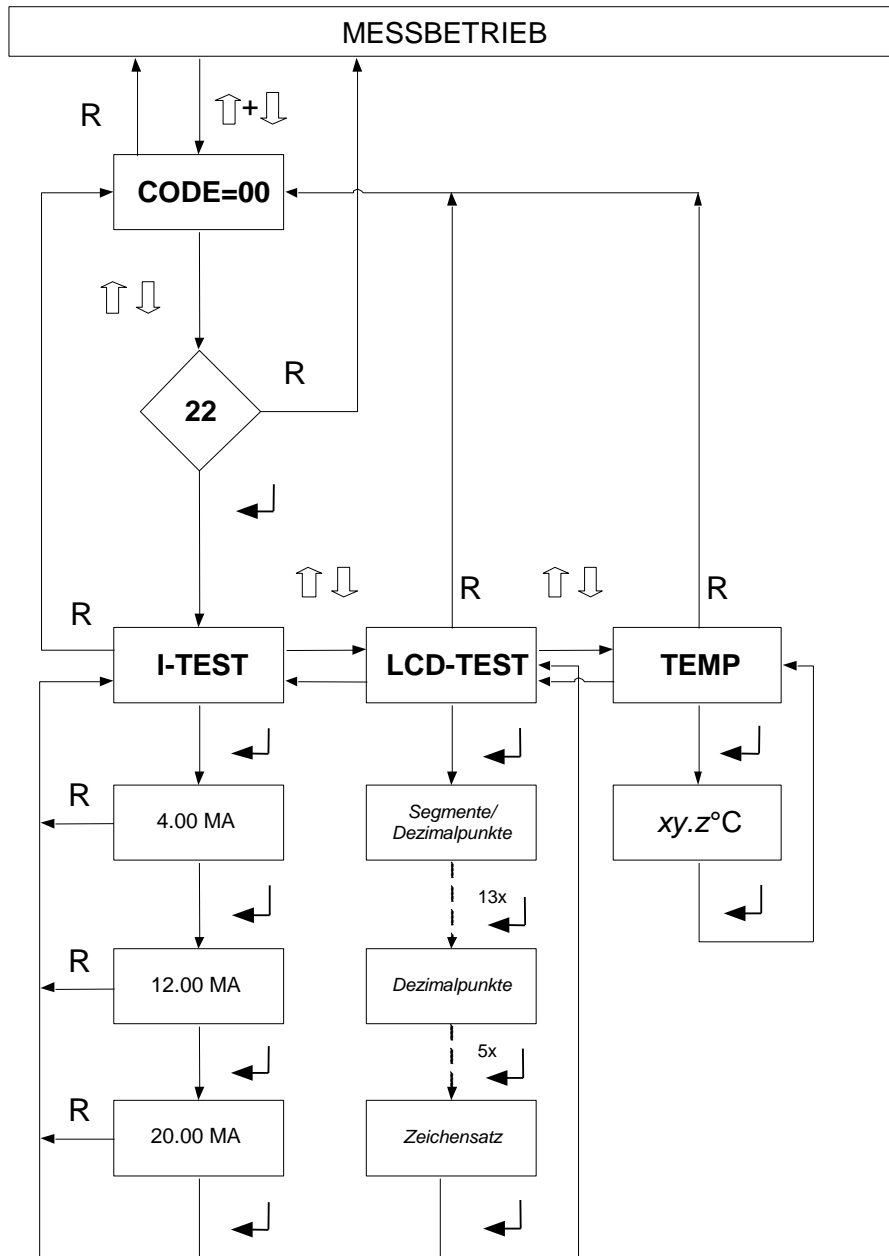 MESSBETRIEB
R
+
CODE=00
22
R
R
R
R
I-TEST
LCD-TEST
TEMP
R
4.00 MA
Segmente/
Dezimalpunkte
xy.z°C
13x
R
12.00 MA
Dezimalpunkte
5x
R
20.00 MA
Zeichensatz